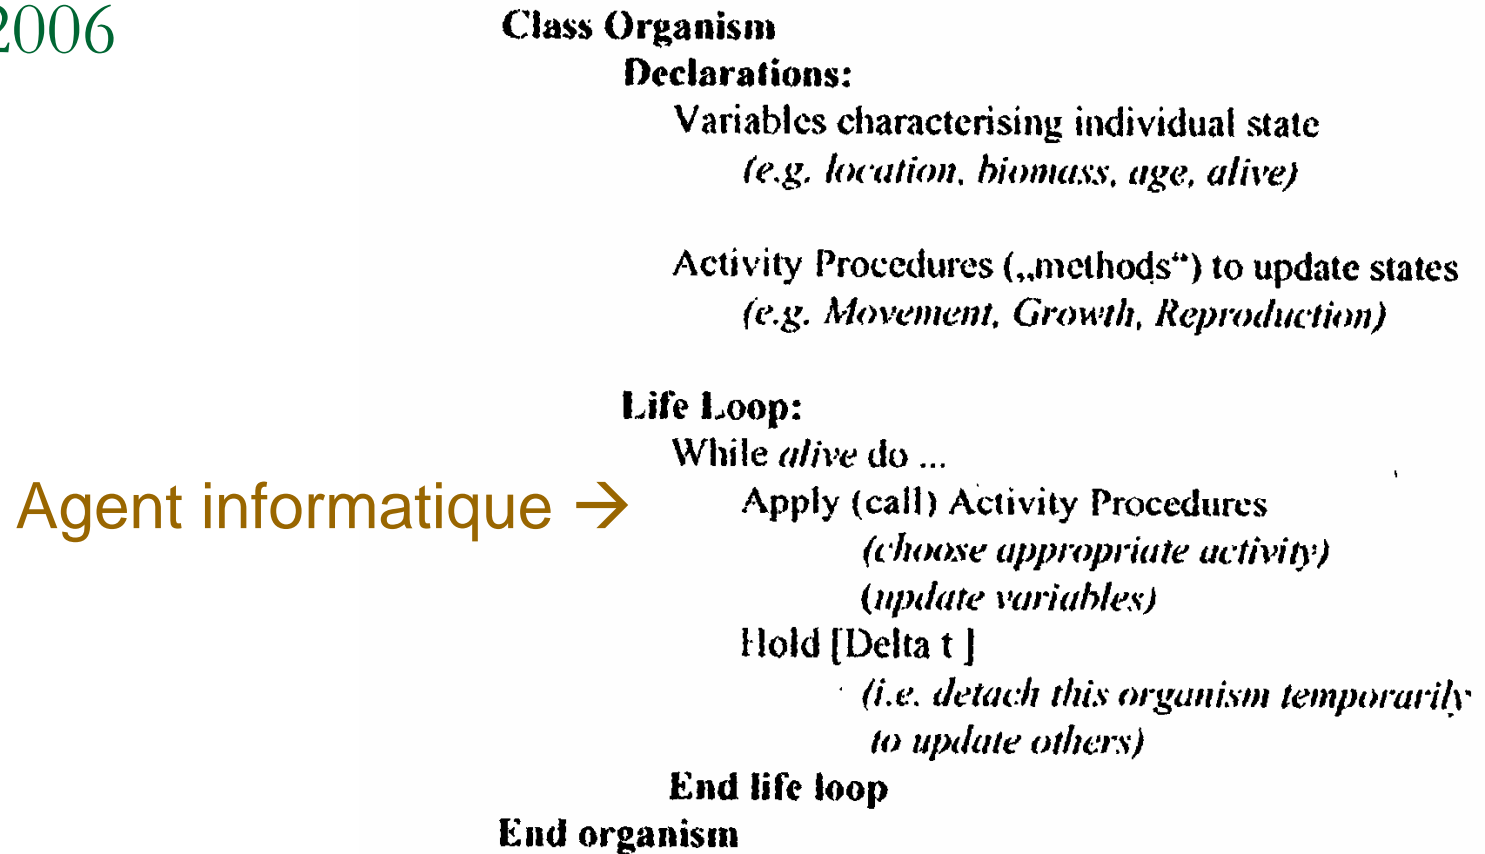 2006
Class Organism
Declarations:
Variables characterising individual state
(e.g. location, biomass, age, alive)
Activity Procedures („methods“) to update states
(e.g. Movement, Growth, Reproduction)
Life Loop:
While alive do ...
Agent informatique →
Apply (call) Activity Procedures
(choose appropriate activity)
(update variables)
Hold [Delta t ]
(i.e. detach this organism temporarily
to update others)
End life loop
End organism